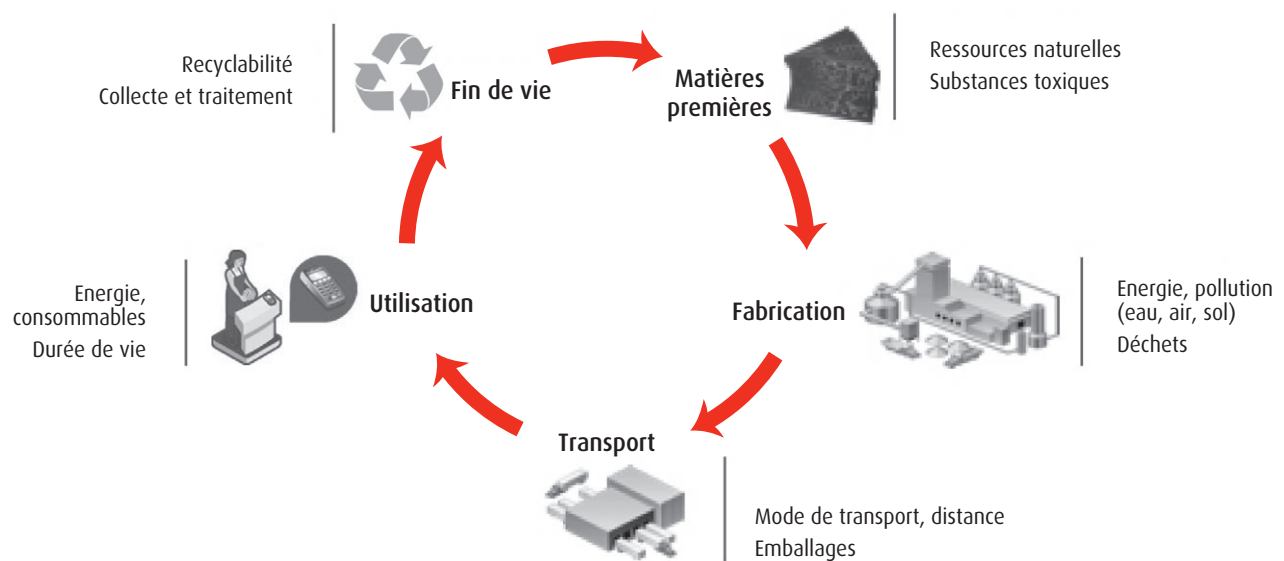 Recyclabilité
Collecte et traitement
Fin de vie
Matières
premières
Ressources naturelles
Substances toxiques
Fabrication
Energie, pollution
(eau, air, sol)
Déchets
Transport
Mode de transport, distance
Emballages
Utilisation
Energie,
consommables
Durée de vie